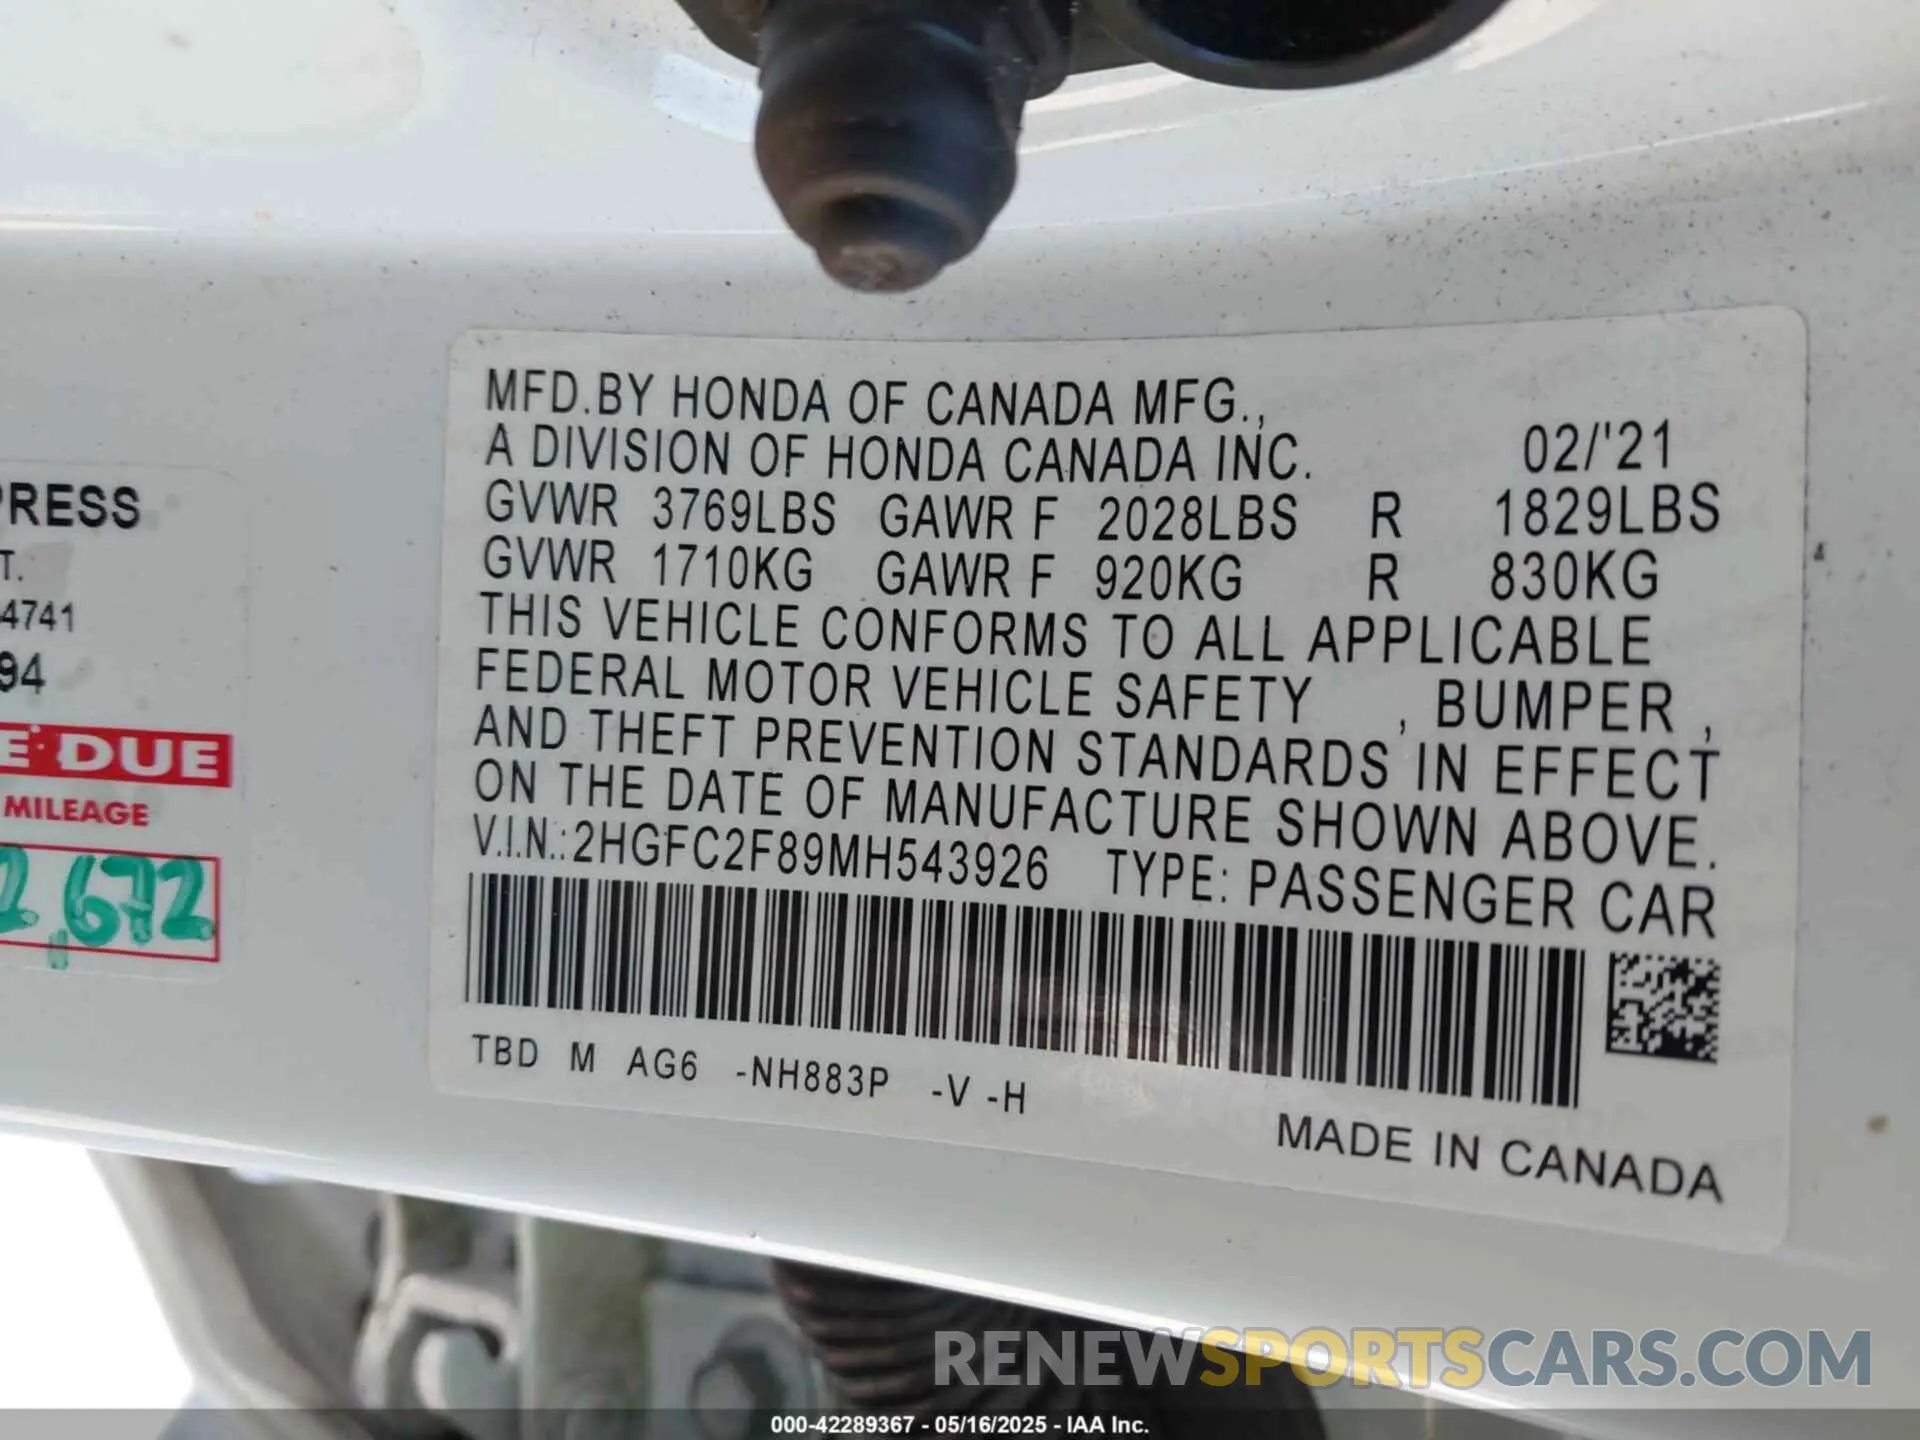 MFD.BY HONDA OF CANADA MFG.,
A DIVISION OF HONDA CANADA INC. 02/'21
GVWR 3769LBS GAWR F 2028LBS R 1829LBS
GVWR 1710KG GAWR F 920KG R 830KG
THIS VEHICLE CONFORMS TO ALL APPLICABLE
FEDERAL MOTOR VEHICLE SAFETY , BUMPER ,
AND THEFT PREVENTION STANDARDS IN EFFECT
ON THE DATE OF MANUFACTURE SHOWN ABOVE.
V.I.N.:2HGFC2F89MH543926 TYPE: PASSENGER CAR
TBD M AG6 -NH883P -V -H
MADE IN CANADA
PRESS
T.
4741
94
E DUE
MILEAGE
2,672
RENEWSPORTSCARS.COM
000-42289367 - 05/16/2025 - IAA Inc.